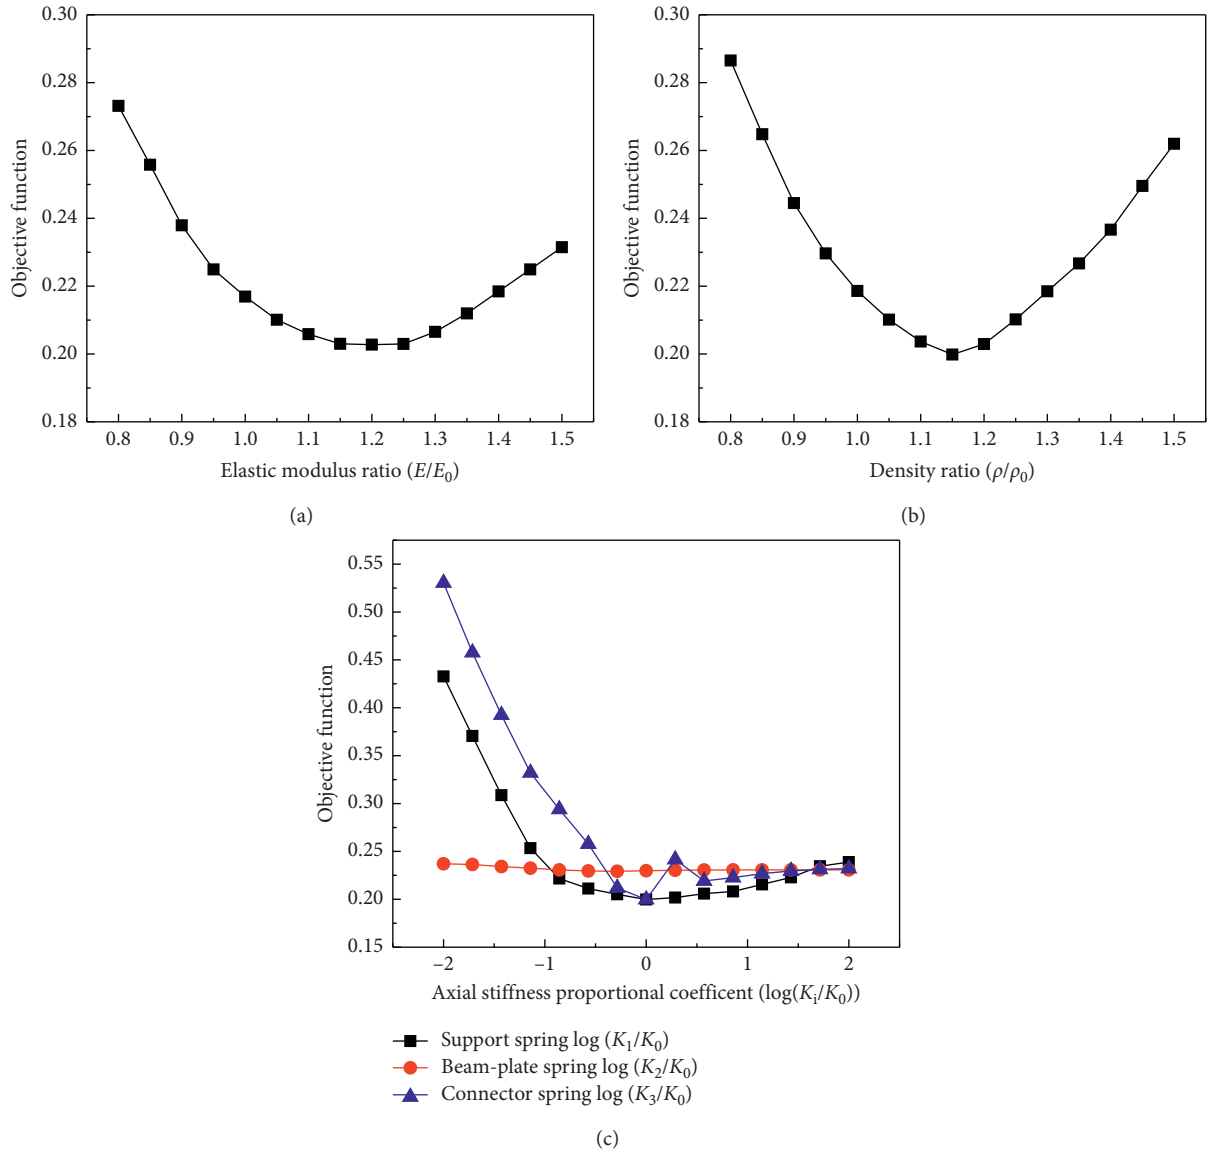 0.30
0.28
0.26
0.24
0.22
0.20
0.18
Objective function
0.8 0.9 1.0 1.1 1.2 1.3 1.4 1.5
Elastic modulus ratio (E/E0)
(a)
0.30
0.28
0.26
0.24
0.22
0.20
0.18
Objective function
0.8 0.9 1.0 1.1 1.2 1.3 1.4 1.5
Density ratio (ρ/ρ0)
(b)
0.55
0.50
0.45
0.40
0.35
0.30
0.25
0.20
0.15
Objective function
–2 –1 0 1 2
Axial stiffness proportional coefficent (log(Ki/K0))
Support spring log (K1/K0)
Beam-plate spring log (K2/K0)
Connector spring log (K3/K0)
(c)